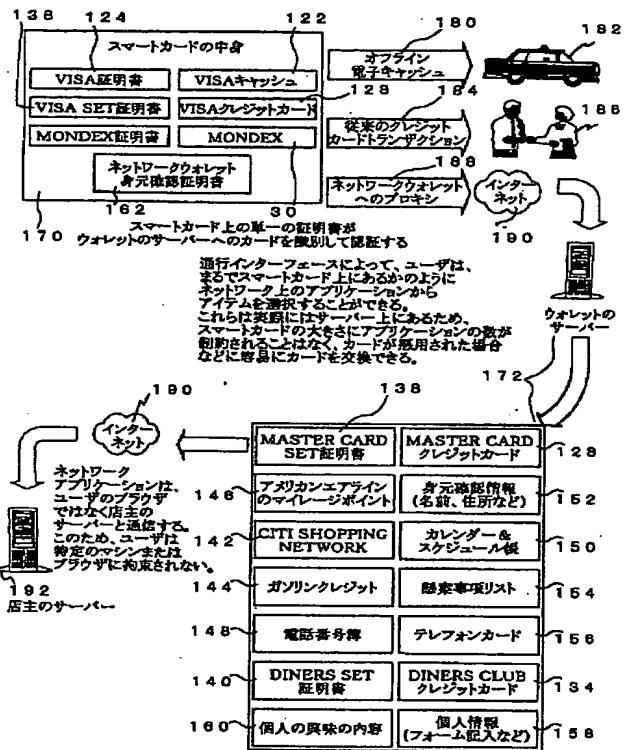 138 124 122 180 182
スマートカードの中身
VISA証明書 VISAキャッシュ
オフライン
電子キャッシュ
VISA SET証明書 VISAクレジットカード
128
184
MONDEX証明書 MONDEX
従来のクレジット
カードトランザクション
186
ネットワークウォレット
身元確認証明書
188
ネットワークウォレット
へのプロキシ
インター
ネット
190
162 30
170
スマートカード上の単一の証明書が
ウォレットのサーバーへのカードを識別して認証する
通行インターフェースによって、ユーザは、
まるでスマートカード上にあるかのように
ネットワーク上のアプリケーションから
アイテムを選択することができる。
これらは実際にはサーバー上にあるため、
スマートカードの大きさにアプリケーションの数が
制約されることはなく、カードが悪用された場合
などに容易にカードを交換できる。
ウォレットの
サーバー
172
138
190
インター
ネット
MASTER CARD
SET証明書
MASTER CARD
クレジットカード
128
ネットワーク
アプリケーションは、
ユーザのブラウザ
ではなく店主の
サーバーと通信する。
このため、ユーザは
特定のマシンまたは
ブラウザに拘束されない。
192
店主のサーバー
146
アメリカンエアライン
のマイレージポイント
身元確認情報
(名前、住所など)
152
142
CITI SHOPPING
NETWORK
カレンダー&
スケジュール帳
150
144
ガソリンクレジット
懸案事項リスト
154
148
電話番号簿
テレフォンカード
156
140
DINERS SET
証明書
DINERS CLUB
クレジットカード
134
160
個人の興味の内容
個人情報
(フォーム記入など)
158